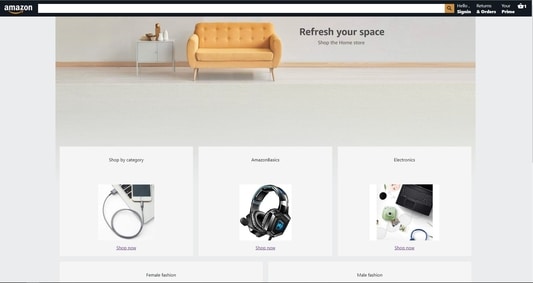 amazon
Hello ,
Signin
Returns
& Orders
Your
Prime
Refresh your space
Shop the Home store
Shop by category
AmazonBasics
Electronics
Shop now
Shop now
Shop now
Female fashion
Male fashion